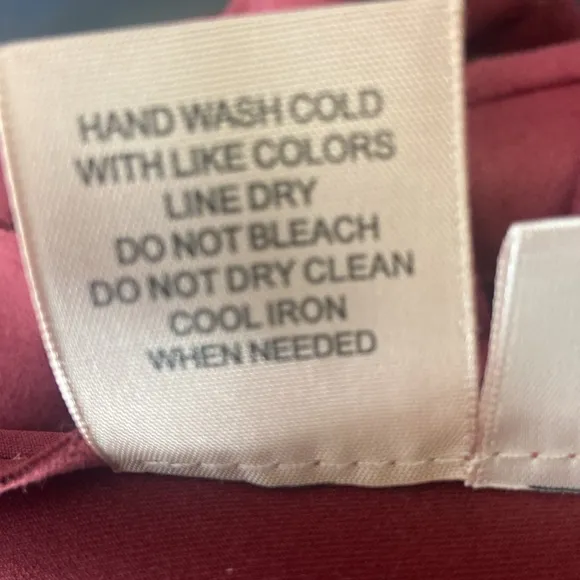 HAND WASH COLD
WITH LIKE COLORS
LINE DRY
DO NOT BLEACH
DO NOT DRY CLEAN
COOL IRON
WHEN NEEDED